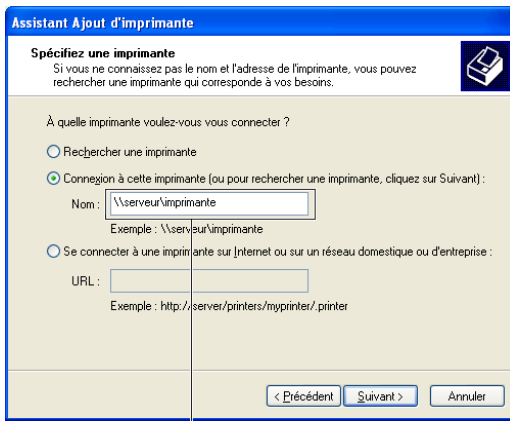 Assistant Ajout d'imprimante
Spécifiez une imprimante
Si vous ne connaissez pas le nom et l'adresse de l'imprimante, vous pouvez
rechercher une imprimante qui corresponde à vos besoins.
À quelle imprimante voulez-vous vous connecter ?
Rechercher une imprimante
Connexion à cette imprimante (ou pour rechercher une imprimante, cliquez sur Suivant) :
Nom : \\serveur\imprimante
Exemple : \\serveur\imprimante
Se connecter à une imprimante sur Internet ou sur un réseau domestique ou d'entreprise :
URL :
Exemple : http://server/printers/myprinter/.printer
< Précédent Suivant > Annuler